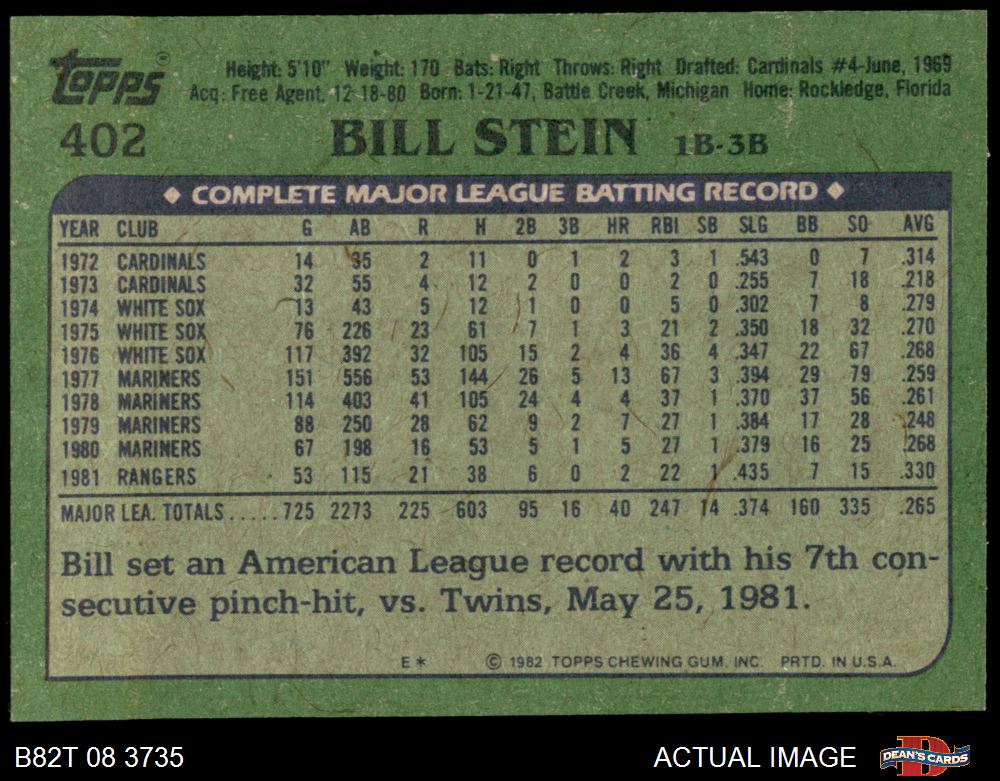 Topps®
Height: 5'10" Weight: 170 Bats: Right Throws: Right Drafted: Cardinals #4-June, 1969
Acq: Free Agent, 12-18-80 Born: 1-21-47, Battle Creek, Michigan Home: Rockledge, Florida
402 BILL STEIN 1B-3B
♦ COMPLETE MAJOR LEAGUE BATTING RECORD ♦
YEAR CLUB G AB R H 2B 3B HR RBI SB SLG BB SO AVG
1972 CARDINALS 14 35 2 11 0 1 2 3 1 .543 0 7 .314
1973 CARDINALS 32 55 4 12 2 0 0 2 0 .255 7 18 .218
1974 WHITE SOX 13 43 5 12 1 0 0 5 0 .302 7 8 .279
1975 WHITE SOX 76 226 23 61 7 1 3 21 2 .350 18 32 .270
1976 WHITE SOX 117 392 32 105 15 2 4 36 4 .347 22 67 .268
1977 MARINERS 151 556 53 144 26 5 13 67 3 .394 29 79 .259
1978 MARINERS 114 403 41 105 24 4 4 37 1 .370 37 56 .261
1979 MARINERS 88 250 28 62 9 2 7 27 1 .384 17 28 .248
1980 MARINERS 67 198 16 53 5 1 5 27 1 .379 16 25 .268
1981 RANGERS 53 115 21 38 6 0 2 22 1 .435 7 15 .330
MAJOR LEA. TOTALS.....725 2273 225 603 95 16 40 247 14 .374 160 335 .265
Bill set an American League record with his 7th con-
secutive pinch-hit, vs. Twins, May 25, 1981.
E* © 1982 TOPPS CHEWING GUM, INC. PRTD. IN U.S.A.
B82T 08 3735 ACTUAL IMAGE DEAN'S CARDS